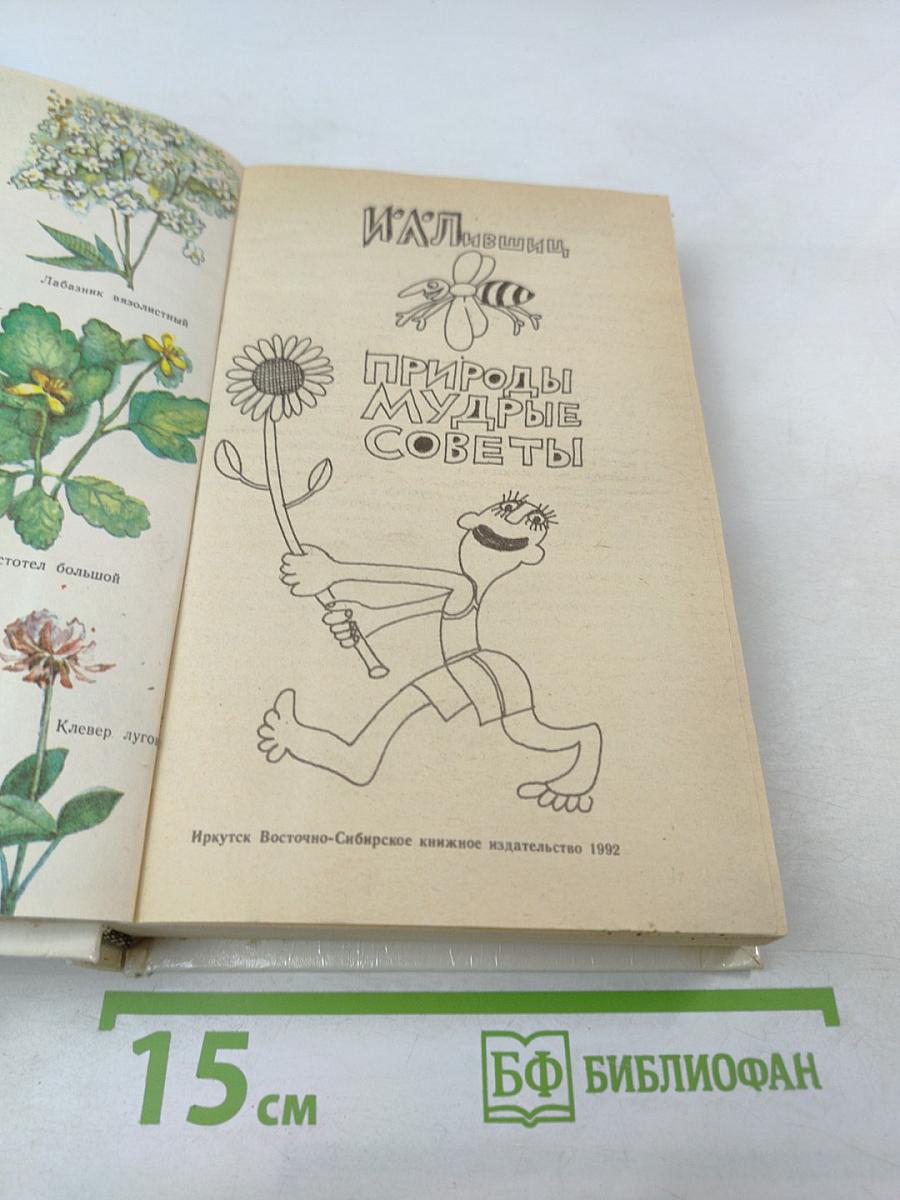 Лабазник вязолистный
стотел большой
Клевер лугов
И.А.Лившиц
ПРИРОДЫ
МУДРЫЕ
СОВЕТЫ
Иркутск Восточно-Сибирское книжное издательство 1992
15 см
БФ БИБЛИОФАН